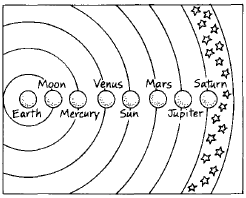 Moon Venus Mars Saturn
Earth Mercury Sun Jupiter